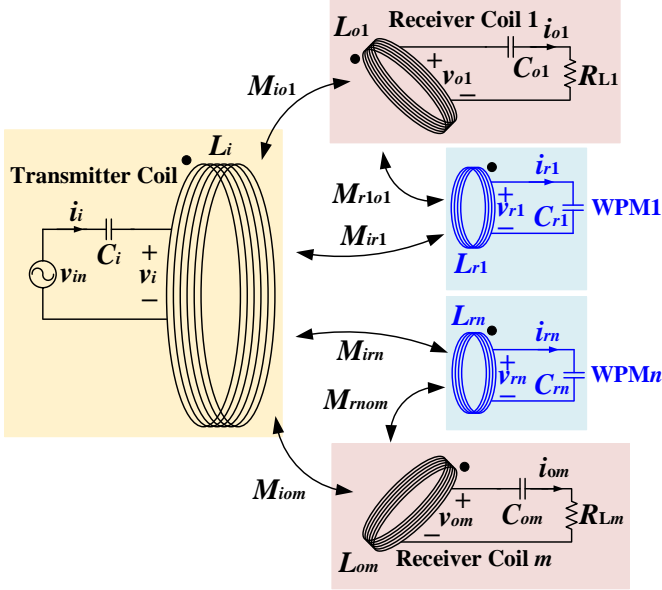 Receiver Coil 1
Lo1
io1
+
vo1
−
Co1
RL1
Mio1
Li
Transmitter Coil
ii
Ci
+
vi
−
vin
Mr1o1
Mir1
ir1
+
vr1
−
Cr1
WPM1
Lr1
Mirn
Lrn
irn
+
vrn
−
Crn
WPMn
Mrnom
Miom
iom
+
vom
−
Com
RLm
Lom
Receiver Coil m